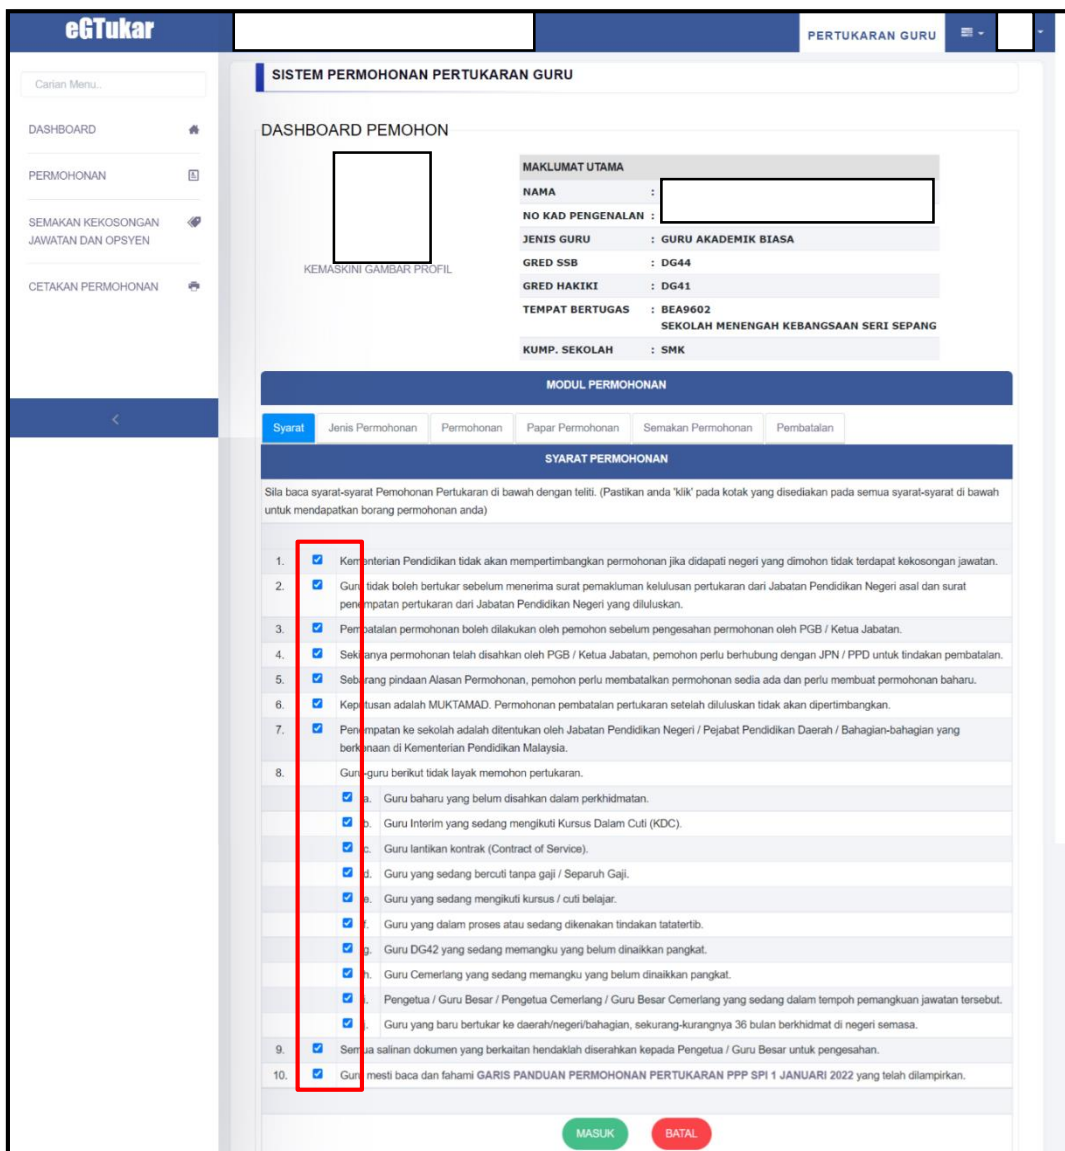 eGTukar
PERTUKARAN GURU
Carian Menu..
DASHBOARD
PERMOHONAN
SEMAKAN KEKOSONGAN
JAWATAN DAN OPSYEN
CETAKAN PERMOHONAN
<
SISTEM PERMOHONAN PERTUKARAN GURU
DASHBOARD PEMOHON
KEMASKINI GAMBAR PROFIL
MAKLUMAT UTAMA
NAMA :
NO KAD PENGENALAN :
JENIS GURU : GURU AKADEMIK BIASA
GRED SSB : DG44
GRED HAKIKI : DG41
TEMPAT BERTUGAS : BEA9602
SEKOLAH MENENGAH KEBANGSAAN SERI SEPANG
KUMP. SEKOLAH : SMK
MODUL PERMOHONAN
Syarat Jenis Permohonan Permohonan Papar Permohonan Semakan Permohonan Pembatalan
SYARAT PERMOHONAN
Sila baca syarat-syarat Pemohonan Pertukaran di bawah dengan teliti. (Pastikan anda 'klik' pada kotak yang disediakan pada semua syarat-syarat di bawah
untuk mendapatkan borang permohonan anda)
1. Kementerian Pendidikan tidak akan mempertimbangkan permohonan jika didapati negeri yang dimohon tidak terdapat kekosongan jawatan.
2. Guru tidak boleh bertukar sebelum menerima surat pemakluman kelulusan pertukaran dari Jabatan Pendidikan Negeri asal dan surat
penempatan pertukaran dari Jabatan Pendidikan Negeri yang diluluskan.
3. Pembatalan permohonan boleh dilakukan oleh pemohon sebelum pengesahan permohonan oleh PGB / Ketua Jabatan.
4. Sekiranya permohonan telah disahkan oleh PGB / Ketua Jabatan, pemohon perlu berhubung dengan JPN / PPD untuk tindakan pembatalan.
5. Sebarang pindaan Alasan Permohonan, pemohon perlu membatalkan permohonan sedia ada dan perlu membuat permohonan baharu.
6. Keputusan adalah MUKTAMAD. Permohonan pembatalan pertukaran setelah diluluskan tidak akan dipertimbangkan.
7. Penempatan ke sekolah adalah ditentukan oleh Jabatan Pendidikan Negeri / Pejabat Pendidikan Daerah / Bahagian-bahagian yang
berkenaan di Kementerian Pendidikan Malaysia.
8. Guru-guru berikut tidak layak memohon pertukaran.
a. Guru baharu yang belum disahkan dalam perkhidmatan.
b. Guru Interim yang sedang mengikuti Kursus Dalam Cuti (KDC).
c. Guru lantikan kontrak (Contract of Service).
d. Guru yang sedang bercuti tanpa gaji / Separuh Gaji.
e. Guru yang sedang mengikuti kursus / cuti belajar.
f. Guru yang dalam proses atau sedang dikenakan tindakan tatatertib.
g. Guru DG42 yang sedang memangku yang belum dinaikkan pangkat.
h. Guru Cemerlang yang sedang memangku yang belum dinaikkan pangkat.
i. Pengetua / Guru Besar / Pengetua Cemerlang / Guru Besar Cemerlang yang sedang dalam tempoh pemangkuan jawatan tersebut.
j. Guru yang baru bertukar ke daerah/negeri/bahagian, sekurang-kurangnya 36 bulan berkhidmat di negeri semasa.
9. Semua salinan dokumen yang berkaitan hendaklah diserahkan kepada Pengetua / Guru Besar untuk pengesahan.
10. Guru mesti baca dan fahami GARIS PANDUAN PERMOHONAN PERTUKARAN PPP SPI 1 JANUARI 2022 yang telah dilampirkan.
MASUK BATAL